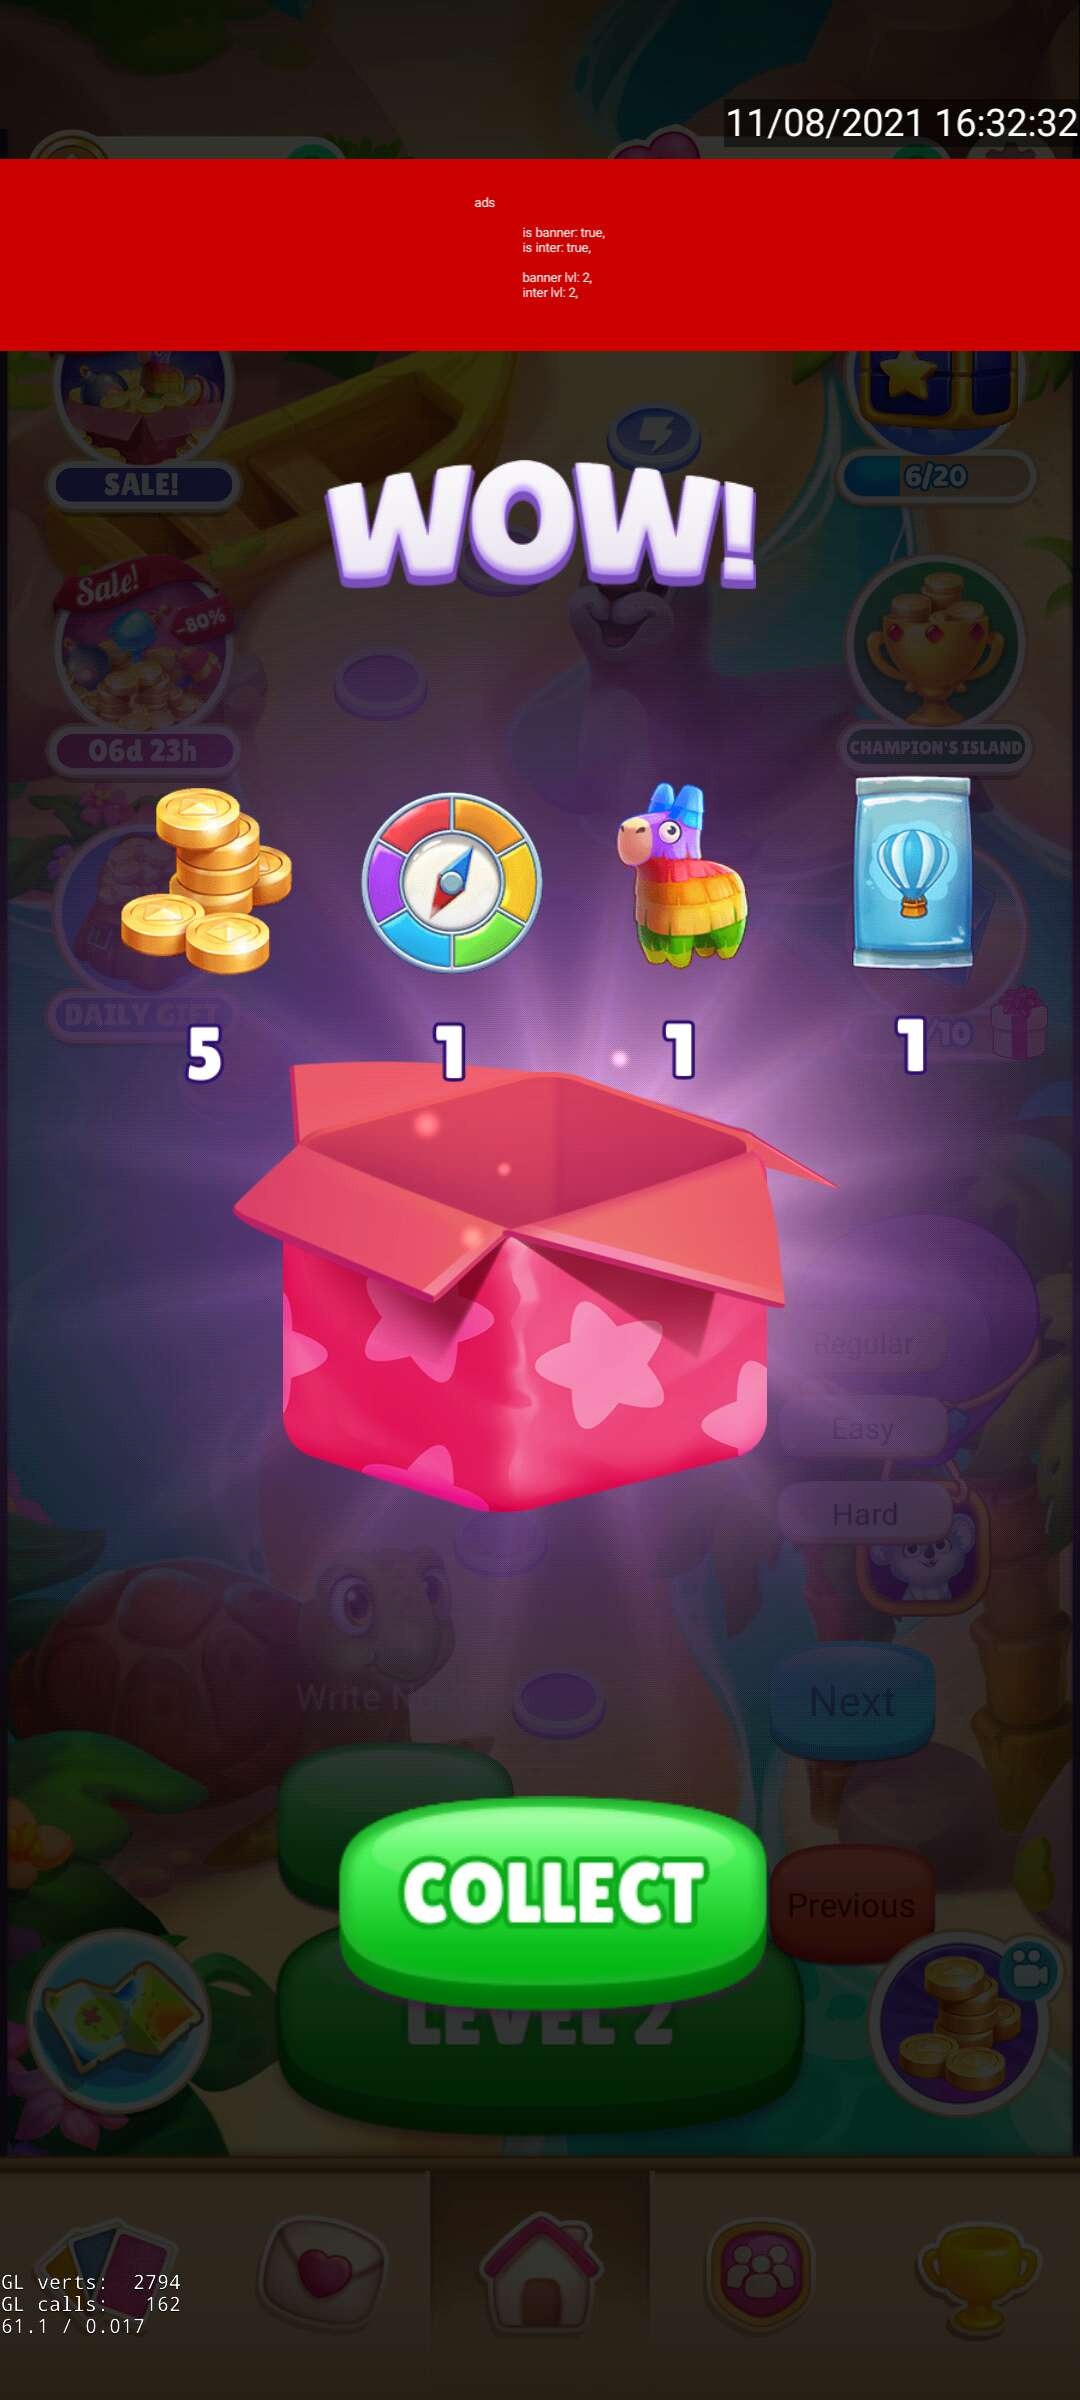 11/08/2021 16:32:32
ads
is banner: true,
is inter: true,
banner lvl: 2,
inter lvl: 2,
SALE!
6/20
WOW!
Sale!
-80%
06d 23h
CHAMPION'S ISLAND
DAILY GIFT
/10
5
1
1
1
Regular
Easy
Hard
Write
Next
COLLECT
Previous
LEVEL 2
GL verts: 2794
GL calls: 162
61.1 / 0.017